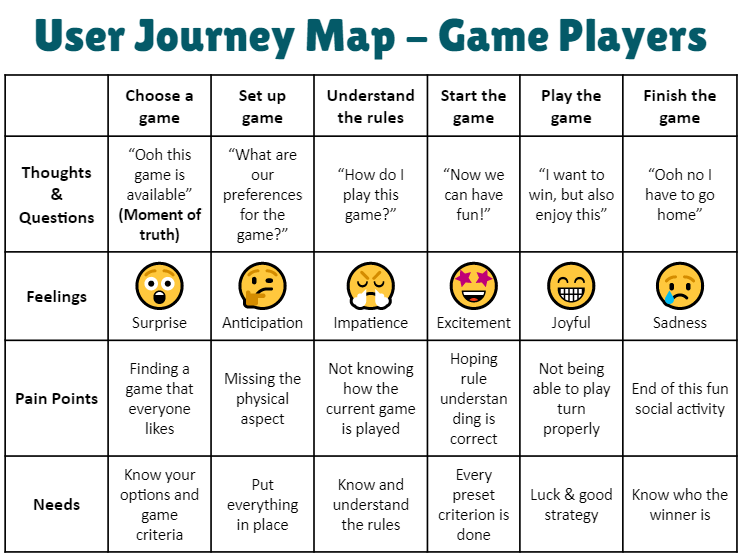 User Journey Map – Game Players
Choose a
game
Set up
game
Understand
the rules
Start the
game
Play the
game
Finish the
game
Thoughts
&
Questions
“Ooh this
game is
available”
(Moment of
truth)
“What are
our
preferences
for the
game?”
“How do I
play this
game?”
“Now we
can have
fun!”
“I want to
win, but also
enjoy this”
“Ooh no I
have to go
home”
Feelings
Surprise
Anticipation
Impatience
Excitement
Joyful
Sadness
Pain Points
Finding a
game that
everyone
likes
Missing the
physical
aspect
Not knowing
how the
current game
is played
Hoping
rule
understan
ding is
correct
Not being
able to play
turn
properly
End of this fun
social activity
Needs
Know your
options and
game
criteria
Put
everything
in place
Know and
understand
the rules
Every
preset
criterion is
done
Luck & good
strategy
Know who the
winner is